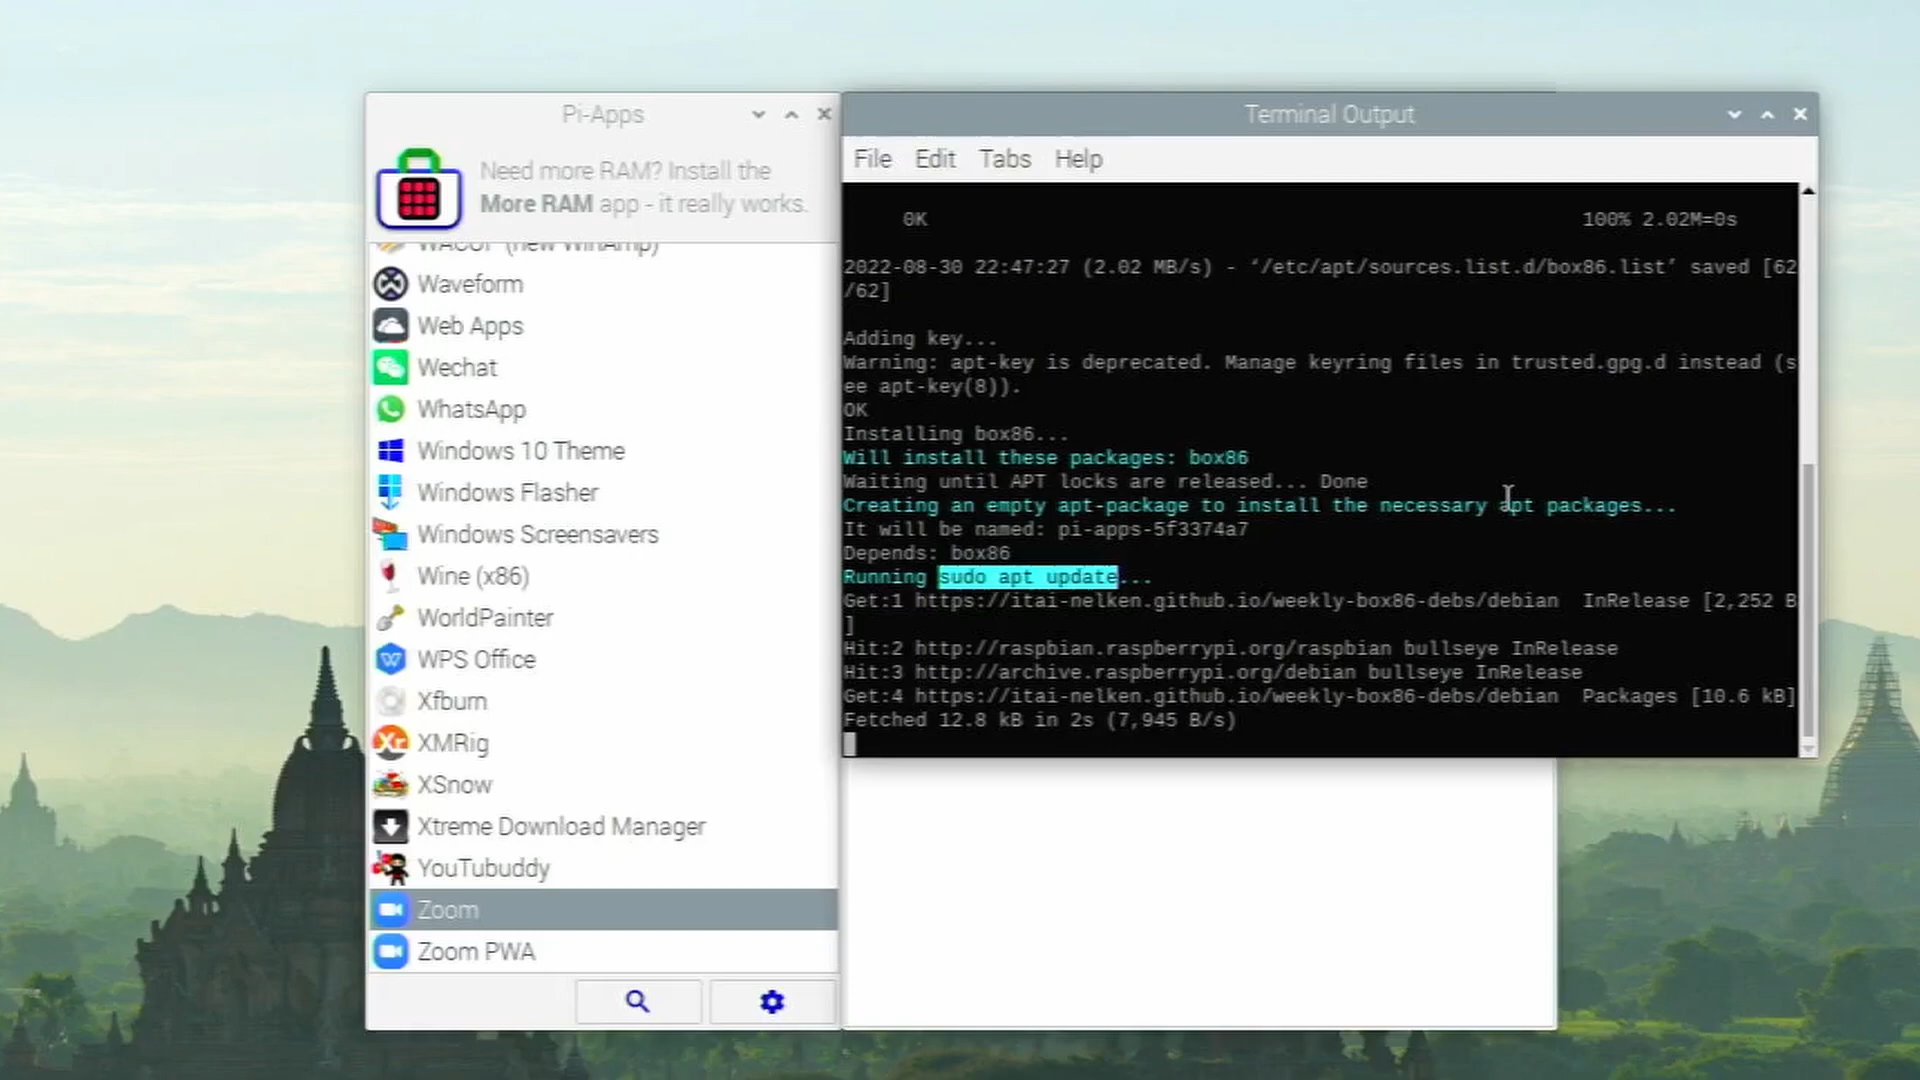 Pi-Apps
Need more RAM? Install the
More RAM app - it really works.
WACUP (new WinAmp)
Waveform
Web Apps
Wechat
WhatsApp
Windows 10 Theme
Windows Flasher
Windows Screensavers
Wine (x86)
WorldPainter
WPS Office
Xfburn
XMRig
XSnow
Xtreme Download Manager
YouTubuddy
Zoom
Zoom PWA
Terminal Output
File Edit Tabs Help
0K 100% 2.02M=0s
2022-08-30 22:47:27 (2.02 MB/s) - ‘/etc/apt/sources.list.d/box86.list’ saved [62
/62]
Adding key...
Warning: apt-key is deprecated. Manage keyring files in trusted.gpg.d instead (s
ee apt-key(8)).
OK
Installing box86...
Will install these packages: box86
Waiting until APT locks are released... Done
Creating an empty apt-package to install the necessary apt packages...
It will be named: pi-apps-5f3374a7
Depends: box86
Running sudo apt update...
Get:1 https://itai-nelken.github.io/weekly-box86-debs/debian  InRelease [2,252 B
]
Hit:2 http://raspbian.raspberrypi.org/raspbian bullseye InRelease
Hit:3 http://archive.raspberrypi.org/debian bullseye InRelease
Get:4 https://itai-nelken.github.io/weekly-box86-debs/debian  Packages [10.6 kB]
Fetched 12.8 kB in 2s (7,945 B/s)